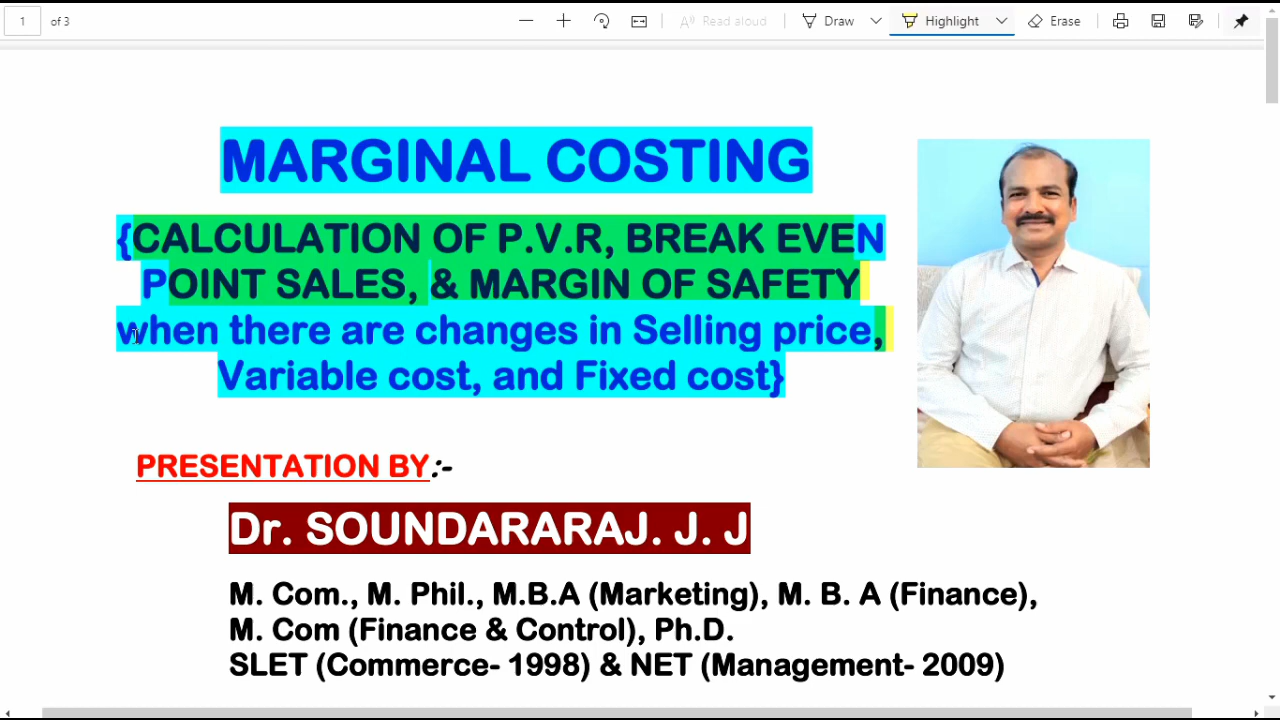 1 of 3
Read aloud Draw Highlight Erase
MARGINAL COSTING
{CALCULATION OF P.V.R, BREAK EVEN
POINT SALES, & MARGIN OF SAFETY
when there are changes in Selling price,
Variable cost, and Fixed cost}
PRESENTATION BY:-
Dr. SOUNDARARAJ. J. J
M. Com., M. Phil., M.B.A (Marketing), M. B. A (Finance),
M. Com (Finance & Control), Ph.D.
SLET (Commerce- 1998) & NET (Management- 2009)